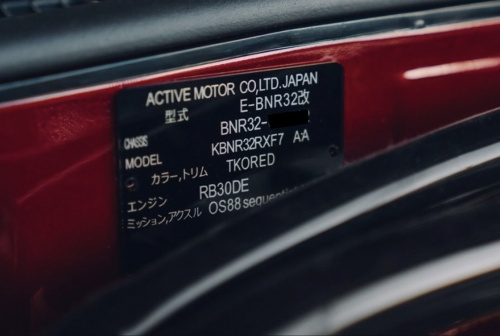 ACTIVE MOTOR CO,LTD.JAPAN
型式 E-BNR32改
CHASSIS BNR32-
MODEL KBNR32RXF7 AA
カラー,トリム TKORED
エンジン RB30DE
ミッション,アクスル OS88 sequential